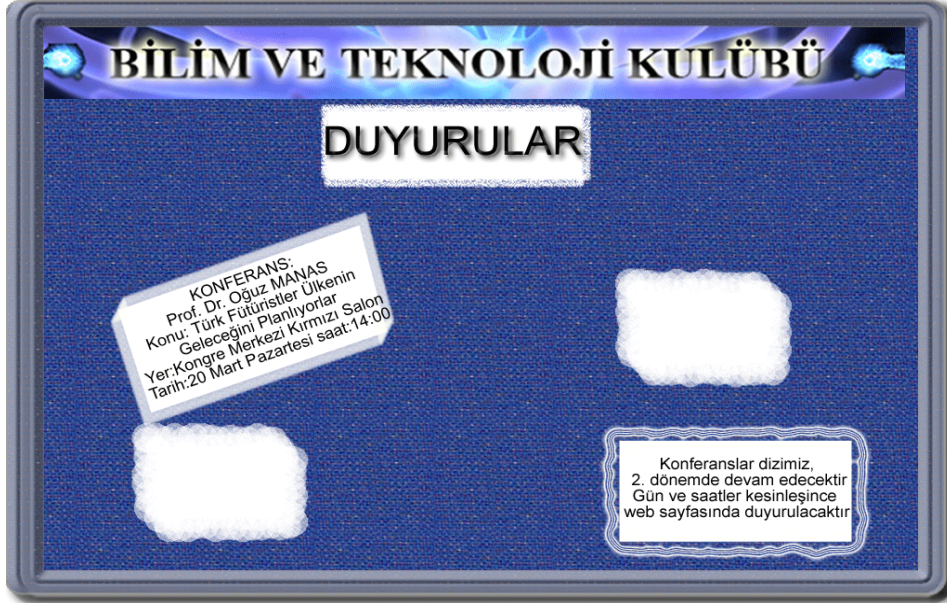 BİLİM VE TEKNOLOJİ KULÜBÜ
DUYURULAR
KONFERANS:
Prof. Dr. Oğuz MANAS
Konu: Türk Fütüristler Ülkenin
Geleceğini Planlıyorlar
Yer:Kongre Merkezi Kırmızı Salon
Tarih:20 Mart Pazartesi saat:14:00
Konferanslar dizimiz,
2. dönemde devam edecektir
Gün ve saatler kesinleşince
web sayfasında duyurulacaktır